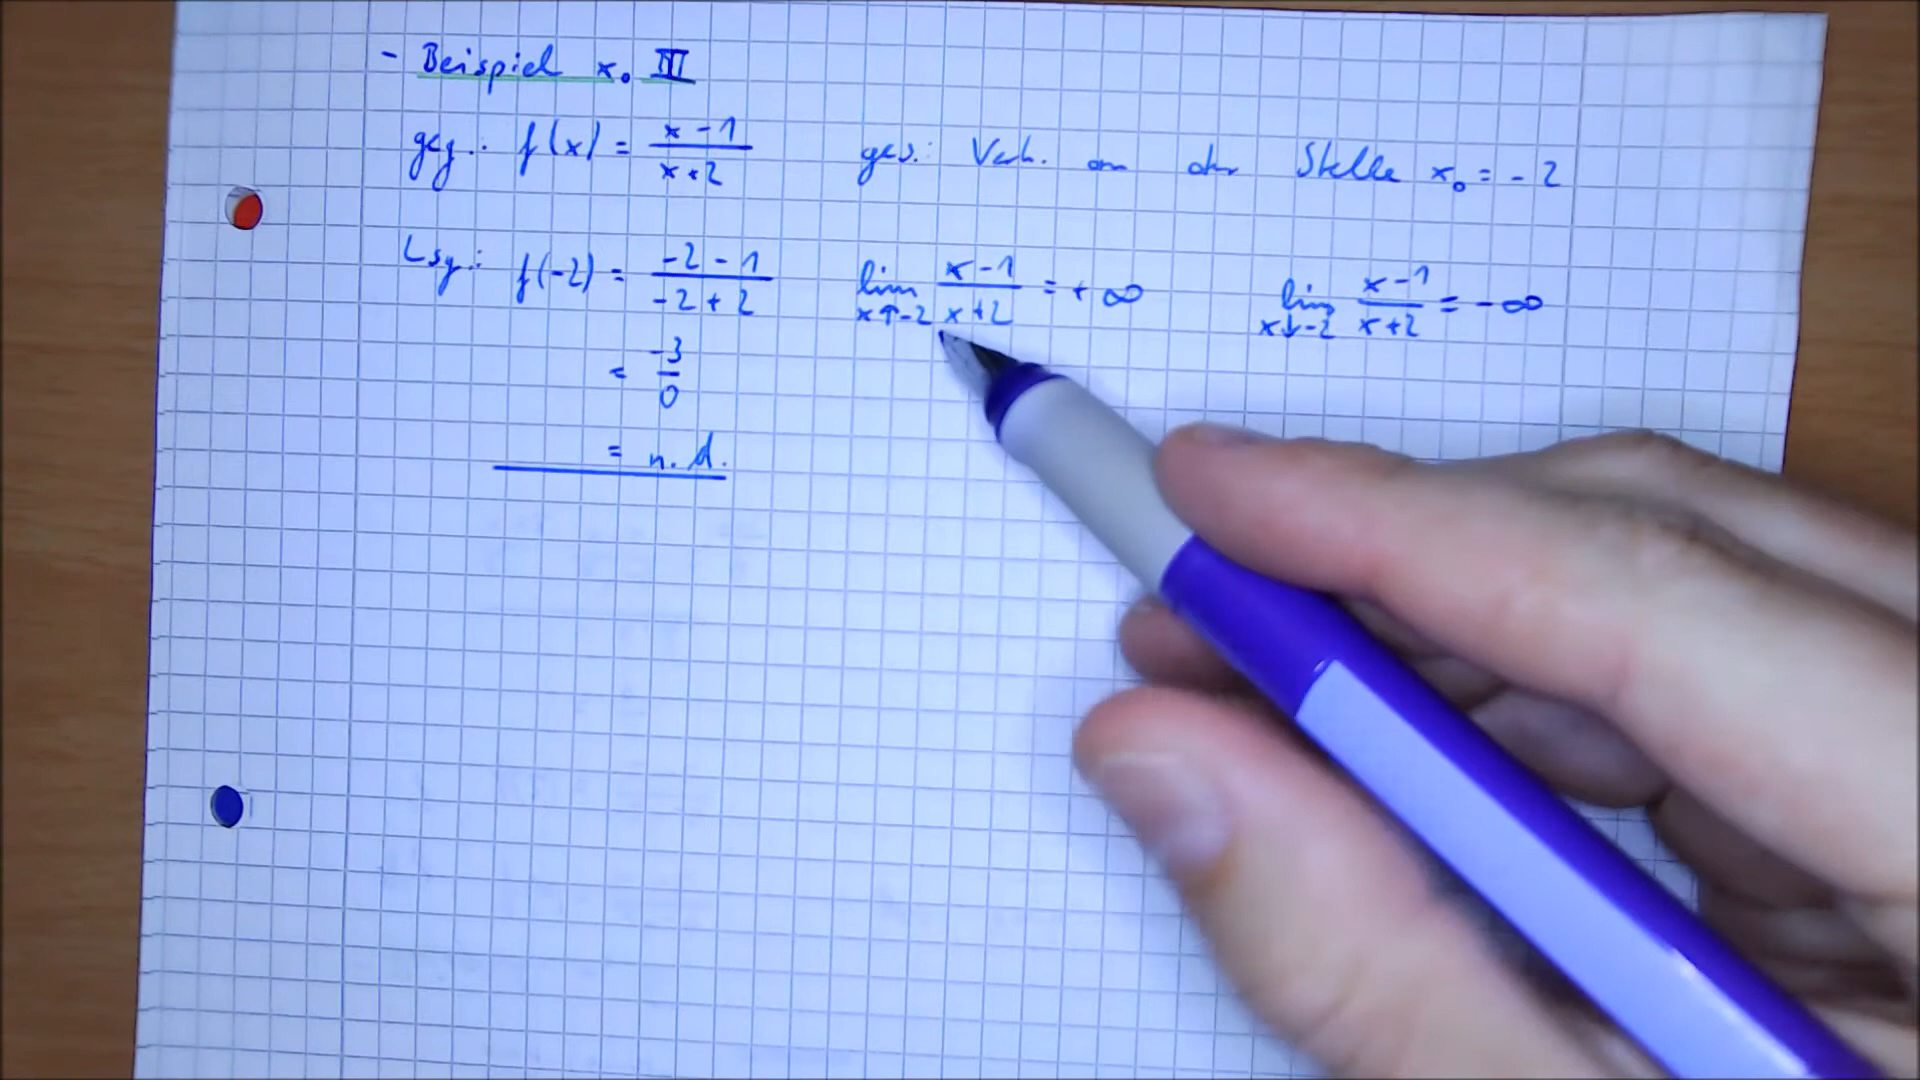 - Beispiel x₀ III
geg.: f(x) = (x-1)/(x+2) ges.: Verh. an der Stelle x₀ = -2
Lsg.: f(-2) = (-2-1)/(-2+2) lim x↑-2 (x-1)/(x+2) = +∞ lim x↓-2 (x-1)/(x+2) = -∞
= -3/0
= n.d.